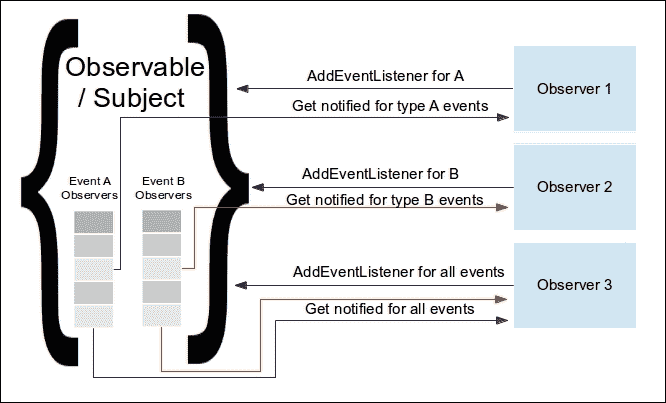 Observable
/ Subject
Event A
Observers
Event B
Observers
AddEventListener for A
Get notified for type A events
Observer 1
AddEventListener for B
Get notified for type B events
Observer 2
AddEventListener for all events
Get notified for all events
Observer 3